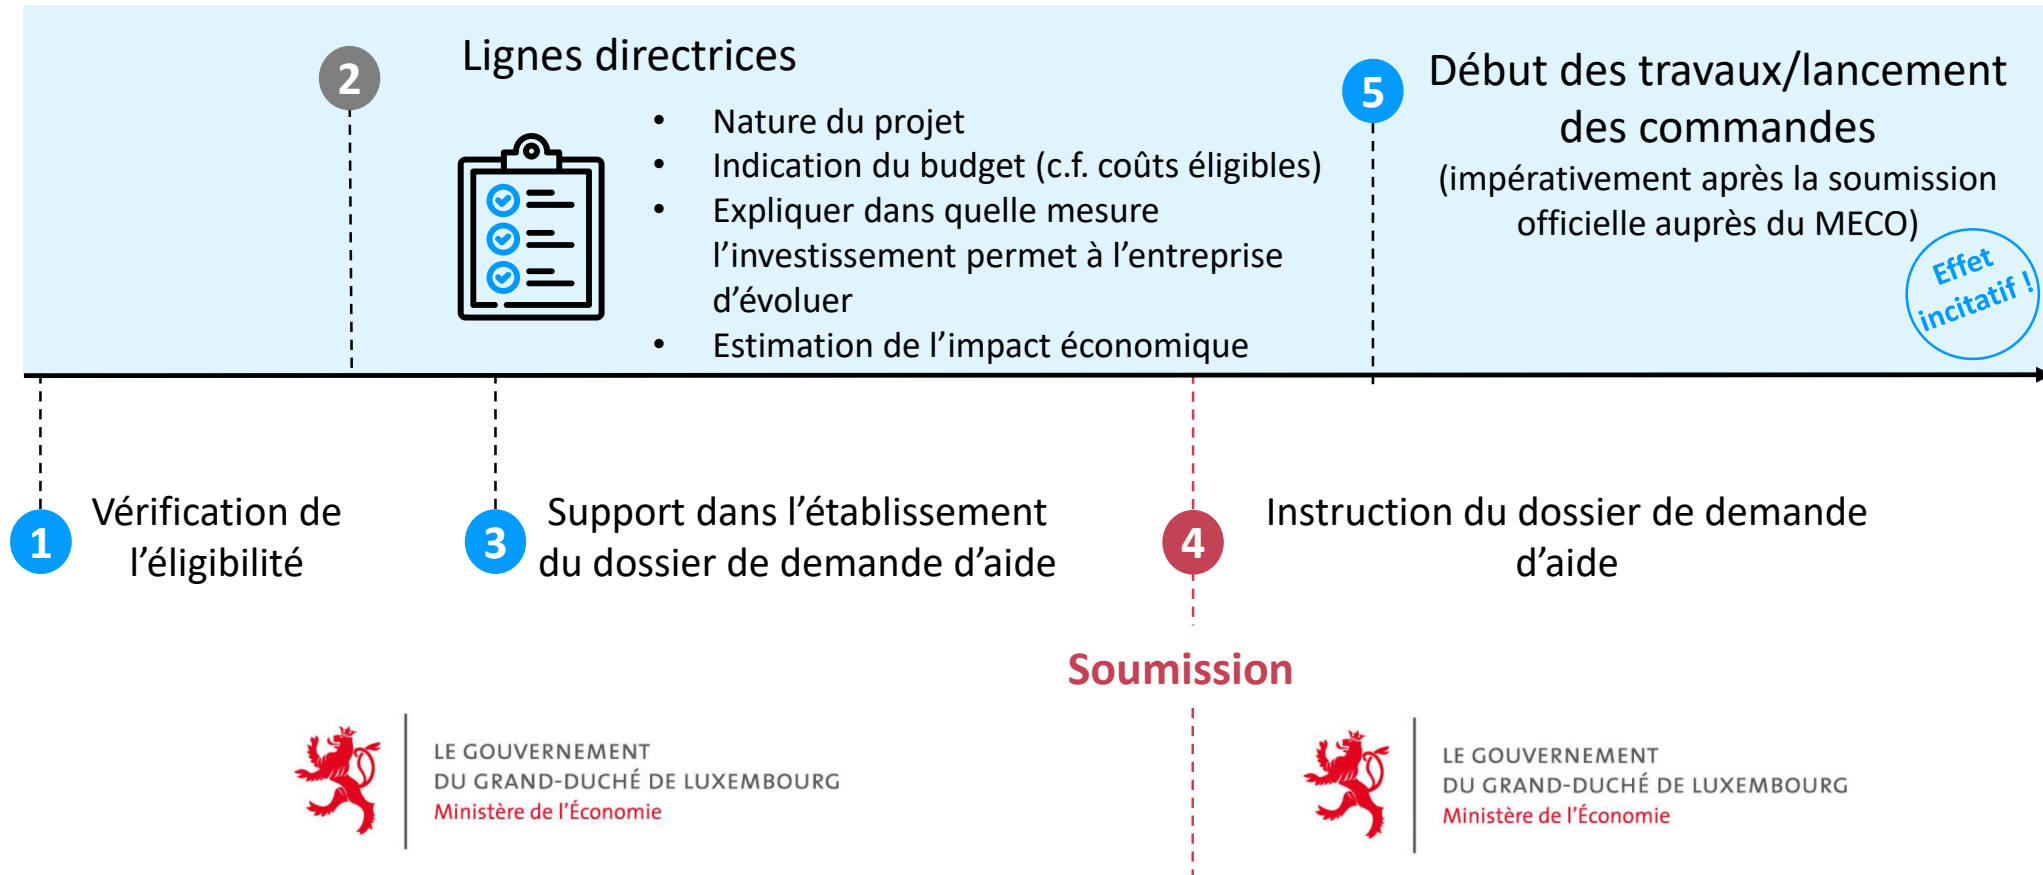 2
Lignes directrices
• Nature du projet
• Indication du budget (c.f. coûts éligibles)
• Expliquer dans quelle mesure
l’investissement permet à l’entreprise
d’évoluer
• Estimation de l’impact économique
5
Début des travaux/lancement
des commandes
(impérativement après la soumission
officielle auprès du MECO)
Effet
incitatif !
1
Vérification de
l’éligibilité
3
Support dans l’établissement
du dossier de demande d’aide
4
Instruction du dossier de demande
d’aide
Soumission
LE GOUVERNEMENT
DU GRAND-DUCHÉ DE LUXEMBOURG
Ministère de l’Économie
LE GOUVERNEMENT
DU GRAND-DUCHÉ DE LUXEMBOURG
Ministère de l’Économie